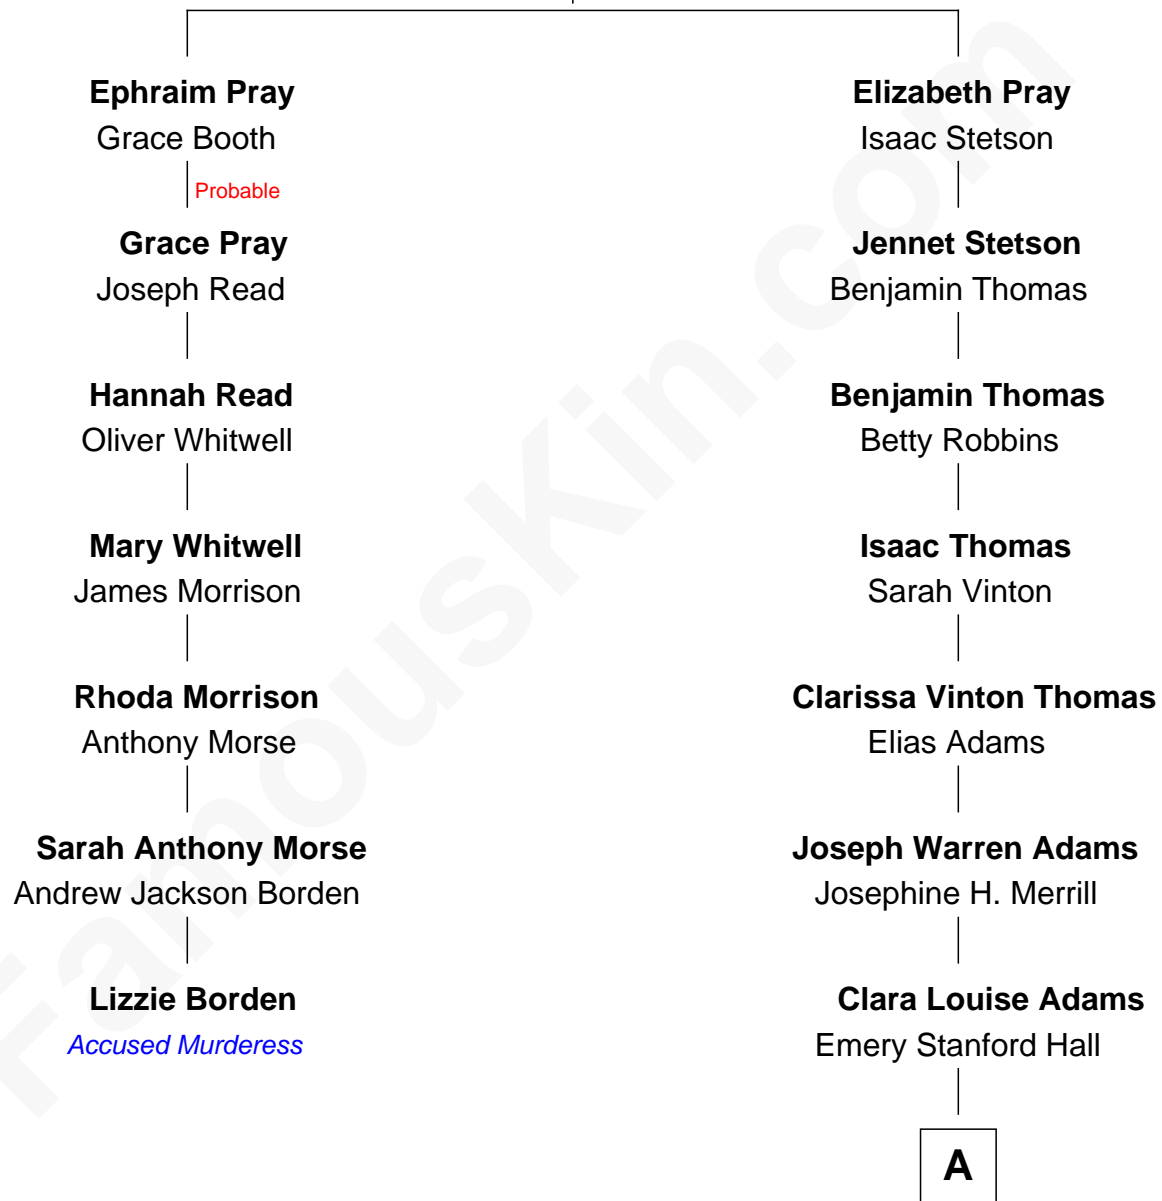 Ephraim Pray
Grace Booth
Probable
Grace Pray
Joseph Read
Hannah Read
Oliver Whitwell
Mary Whitwell
James Morrison
Rhoda Morrison
Anthony Morse
Sarah Anthony Morse
Andrew Jackson Borden
Lizzie Borden
Accused Murderess
Elizabeth Pray
Isaac Stetson
Jennet Stetson
Benjamin Thomas
Benjamin Thomas
Betty Robbins
Isaac Thomas
Sarah Vinton
Clarissa Vinton Thomas
Elias Adams
Joseph Warren Adams
Josephine H. Merrill
Clara Louise Adams
Emery Stanford Hall
A
FamousKin.com